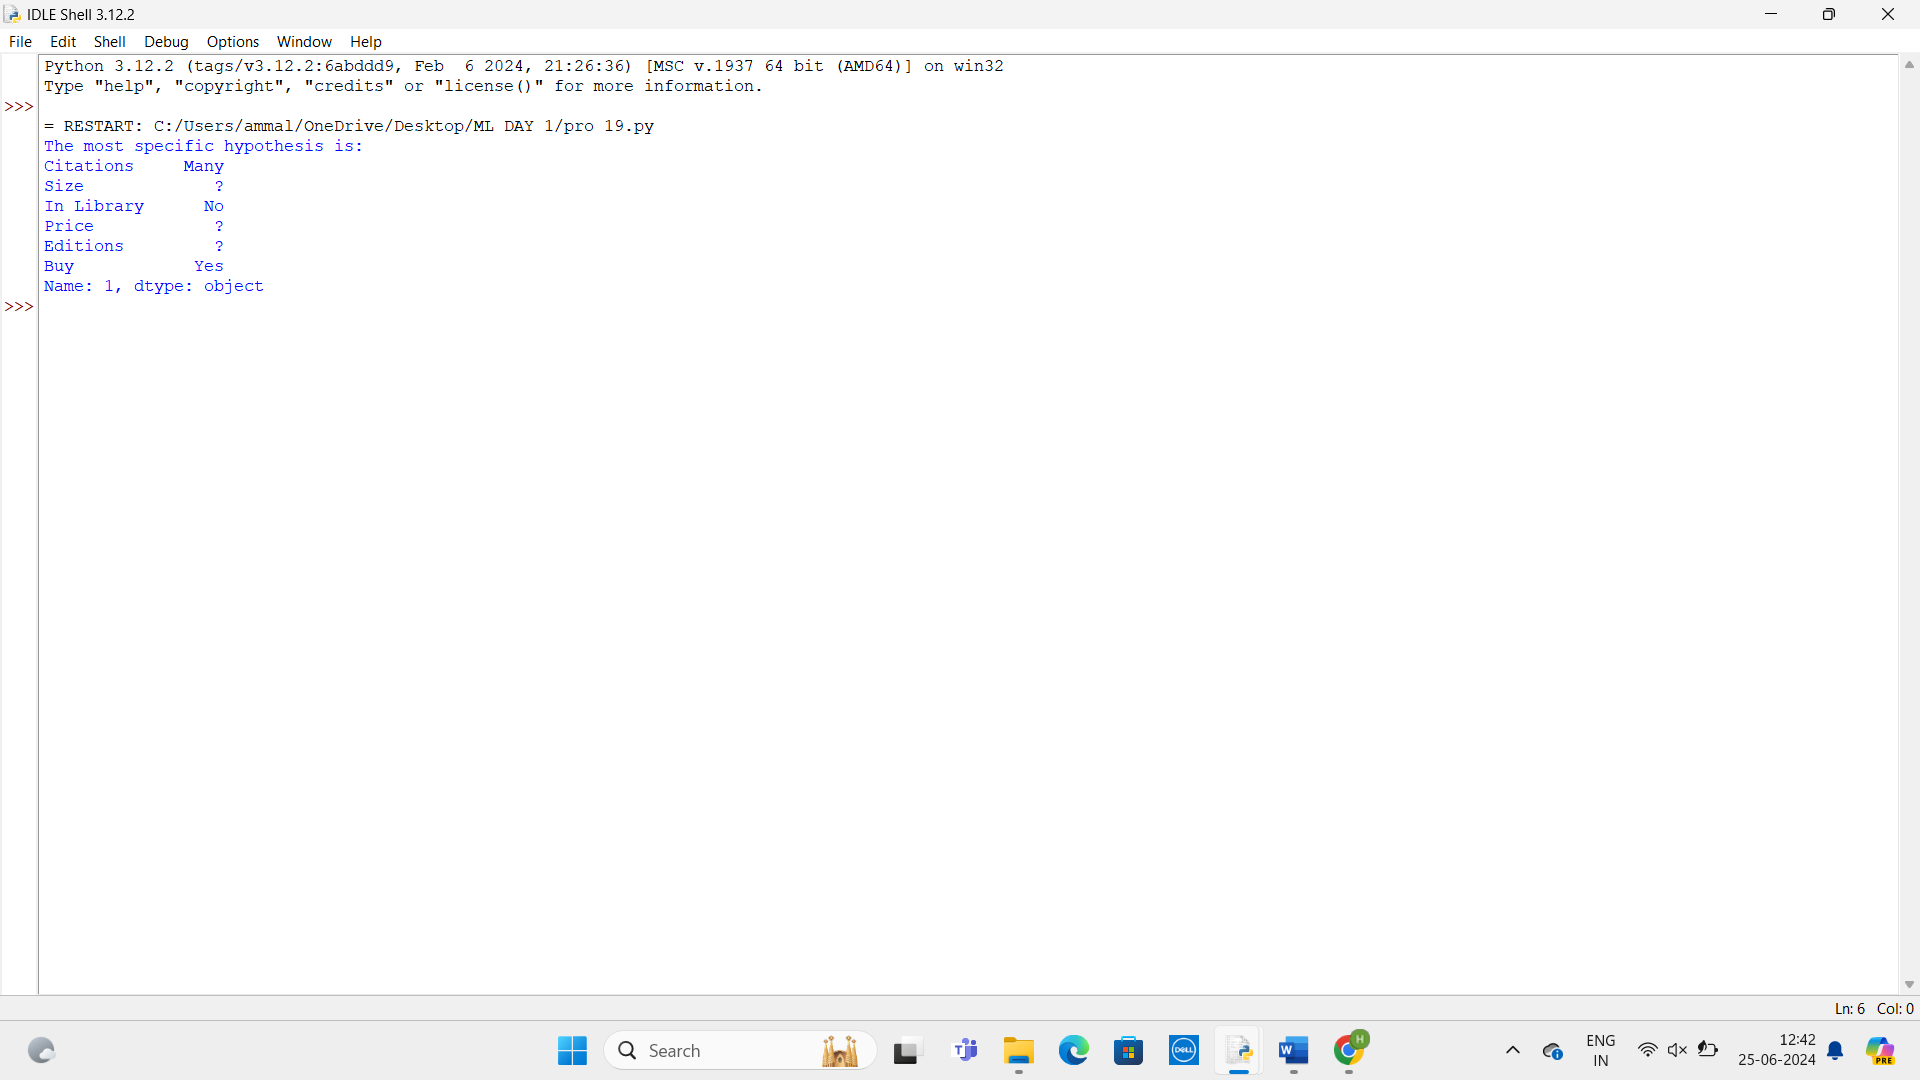 IDLE Shell 3.12.2
File Edit Shell Debug Options Window Help
Python 3.12.2 (tags/v3.12.2:6abddd9, Feb  6 2024, 21:26:36) [MSC v.1937 64 bit (AMD64)] on win32
Type "help", "copyright", "credits" or "license()" for more information.
>>>
= RESTART: C:/Users/ammal/OneDrive/Desktop/ML DAY 1/pro 19.py
The most specific hypothesis is:
Citations     Many
Size             ?
In Library      No
Price            ?
Editions         ?
Buy            Yes
Name: 1, dtype: object
>>>
Ln: 6 Col: 0
Search
DELL
W
H
ENG
IN
12:42
25-06-2024
PRE